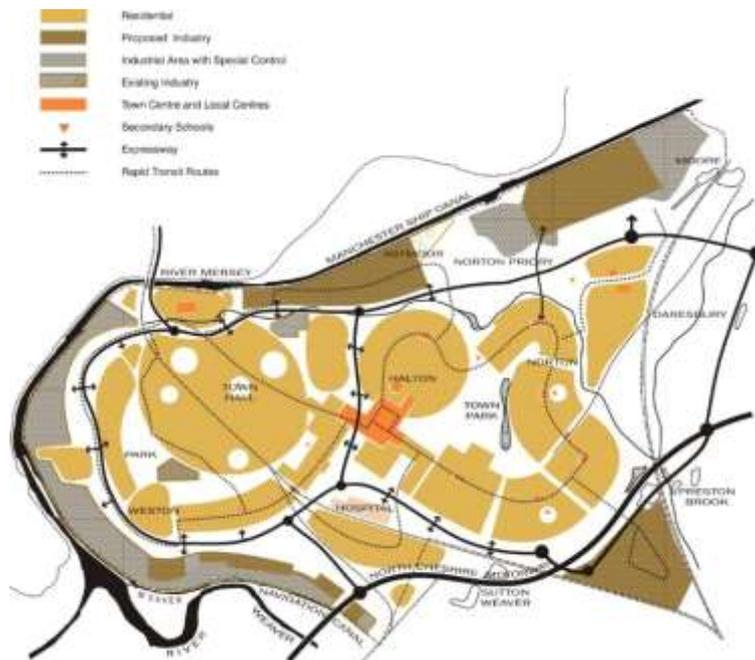 Residential
Proposed Industry
Industrial Area with Special Control
Existing Industry
Town Centre and Local Centres
Secondary Schools
Expressway
Rapid Transit Routes
MOORE
MANCHESTER SHIP CANAL
ASTMOOR
NORTON PRIORY
RIVER MERSEY
DARESBURY
HALTON
NORTON
TOWN
HALL
TOWN
PARK
PARK
WESTON
HOSPITAL
PRESTON
BROOK
NORTH CHESHIRE MOTORWAY
SUTTON
WEAVER
RIVER
NAVIGATION CANAL
WEAVER
RIVER